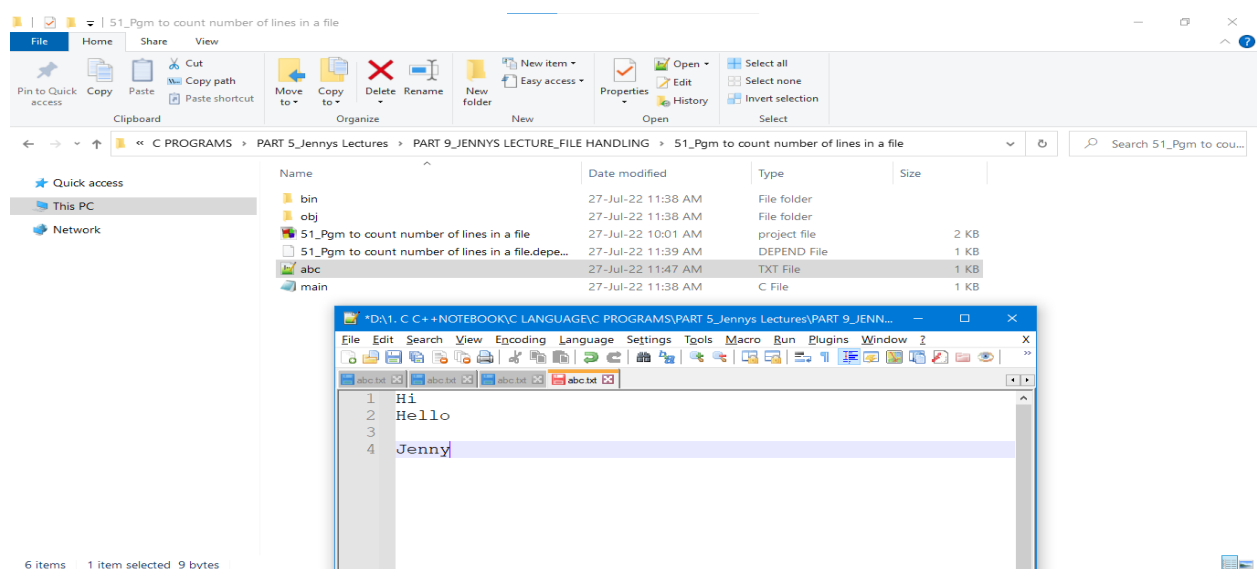 51_Pgm to count number of lines in a file
File Home Share View
Pin to Quick access
Copy
Paste
Cut
Copy path
Paste shortcut
Clipboard
Move to
Copy to
Delete
Rename
Organize
New folder
New item
Easy access
New
Properties
Open
Edit
History
Open
Select all
Select none
Invert selection
Select
« C PROGRAMS > PART 5_Jennys Lectures > PART 9_JENNYS LECTURE_FILE HANDLING > 51_Pgm to count number of lines in a file
Search 51_Pgm to cou...
Quick access
This PC
Network
Name Date modified Type Size
bin 27-Jul-22 11:38 AM File folder
obj 27-Jul-22 11:38 AM File folder
51_Pgm to count number of lines in a file 27-Jul-22 10:01 AM project file 2 KB
51_Pgm to count number of lines in a file.depe... 27-Jul-22 11:39 AM DEPEND File 1 KB
abc 27-Jul-22 11:47 AM TXT File 1 KB
main 27-Jul-22 11:38 AM C File 1 KB
*D:\1. C C++NOTEBOOK\C LANGUAGE\C PROGRAMS\PART 5_Jennys Lectures\PART 9_JENN...
File Edit Search View Encoding Language Settings Tools Macro Run Plugins Window ? X
abc.txt abc.txt abc.txt abc.txt
1 Hi
2 Hello
3
4 Jenny
6 items 1 item selected 9 bytes